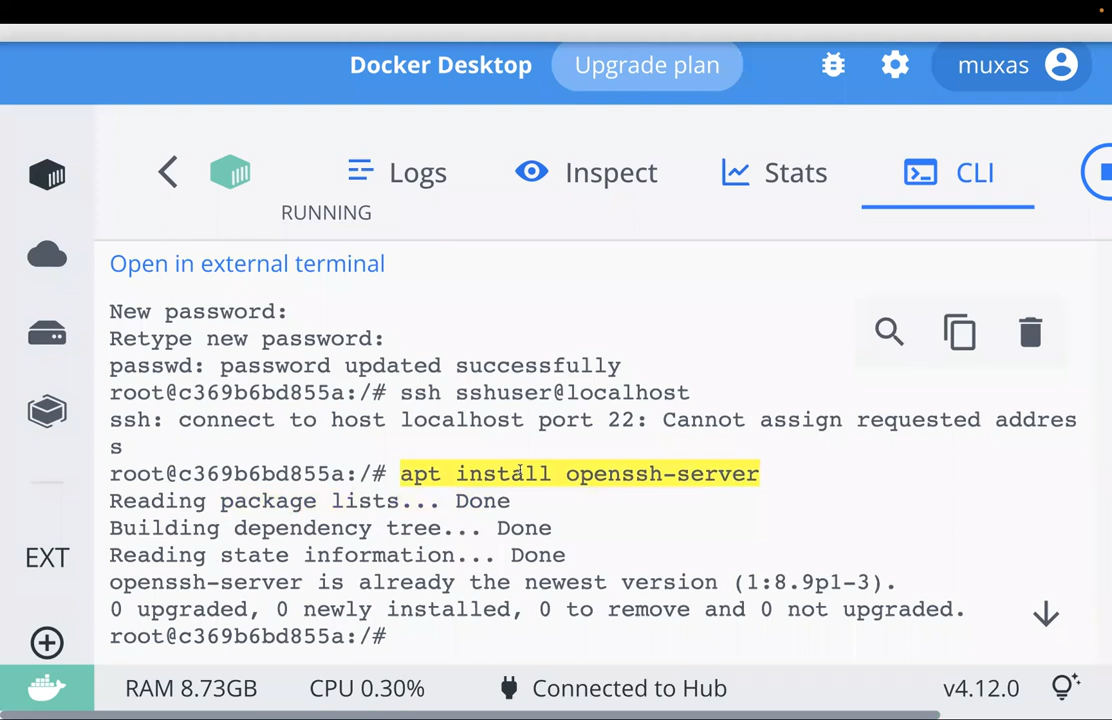 Docker Desktop Upgrade plan muxas
Logs Inspect Stats CLI
RUNNING
Open in external terminal
New password:
Retype new password:
passwd: password updated successfully
root@c369b6bd855a:/# ssh sshuser@localhost
ssh: connect to host localhost port 22: Cannot assign requested addres
s
root@c369b6bd855a:/# apt install openssh-server
Reading package lists... Done
Building dependency tree... Done
Reading state information... Done
openssh-server is already the newest version (1:8.9p1-3).
0 upgraded, 0 newly installed, 0 to remove and 0 not upgraded.
root@c369b6bd855a:/#
EXT
RAM 8.73GB CPU 0.30% Connected to Hub v4.12.0